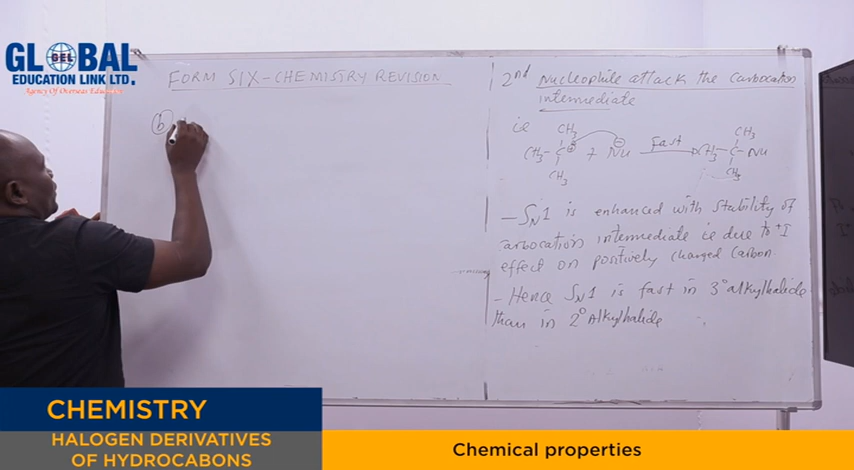 GLOBAL
GEL
EDUCATION LINK LTD.
Agency Of Overseas Education
FORM SIX-CHEMISTRY REVISION
(b)
2nd Nucleophile attack the carbocation
intermediate
ie
CH3
CH3-C⊕ + Nu⊖ Fast → CH3-C-Nu
CH3
CH3
CH3
- SN1 is enhanced with stability of
carbocation intermediate ie due to +I
effect on positively charged carbon.
- Hence SN1 is fast in 3° alkylhalide
than in 2° Alkylhalide
CHEMISTRY
HALOGEN DERIVATIVES
OF HYDROCABONS
Chemical properties